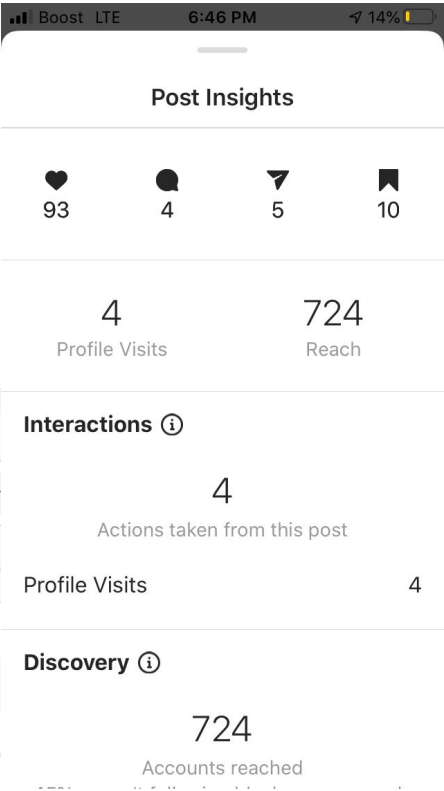 Boost LTE 6:46 PM 14%
Post Insights
93 4 5 10
4 724
Profile Visits Reach
Interactions
4
Actions taken from this post
Profile Visits 4
Discovery
724
Accounts reached